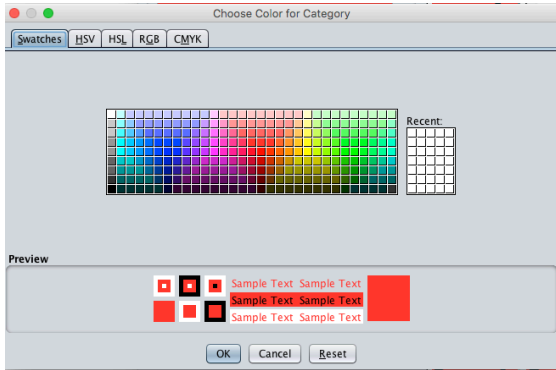 Choose Color for Category
Swatches HSV HSL RGB CMYK
Recent:
Preview
Sample Text Sample Text
Sample Text Sample Text
Sample Text Sample Text
OK Cancel Reset